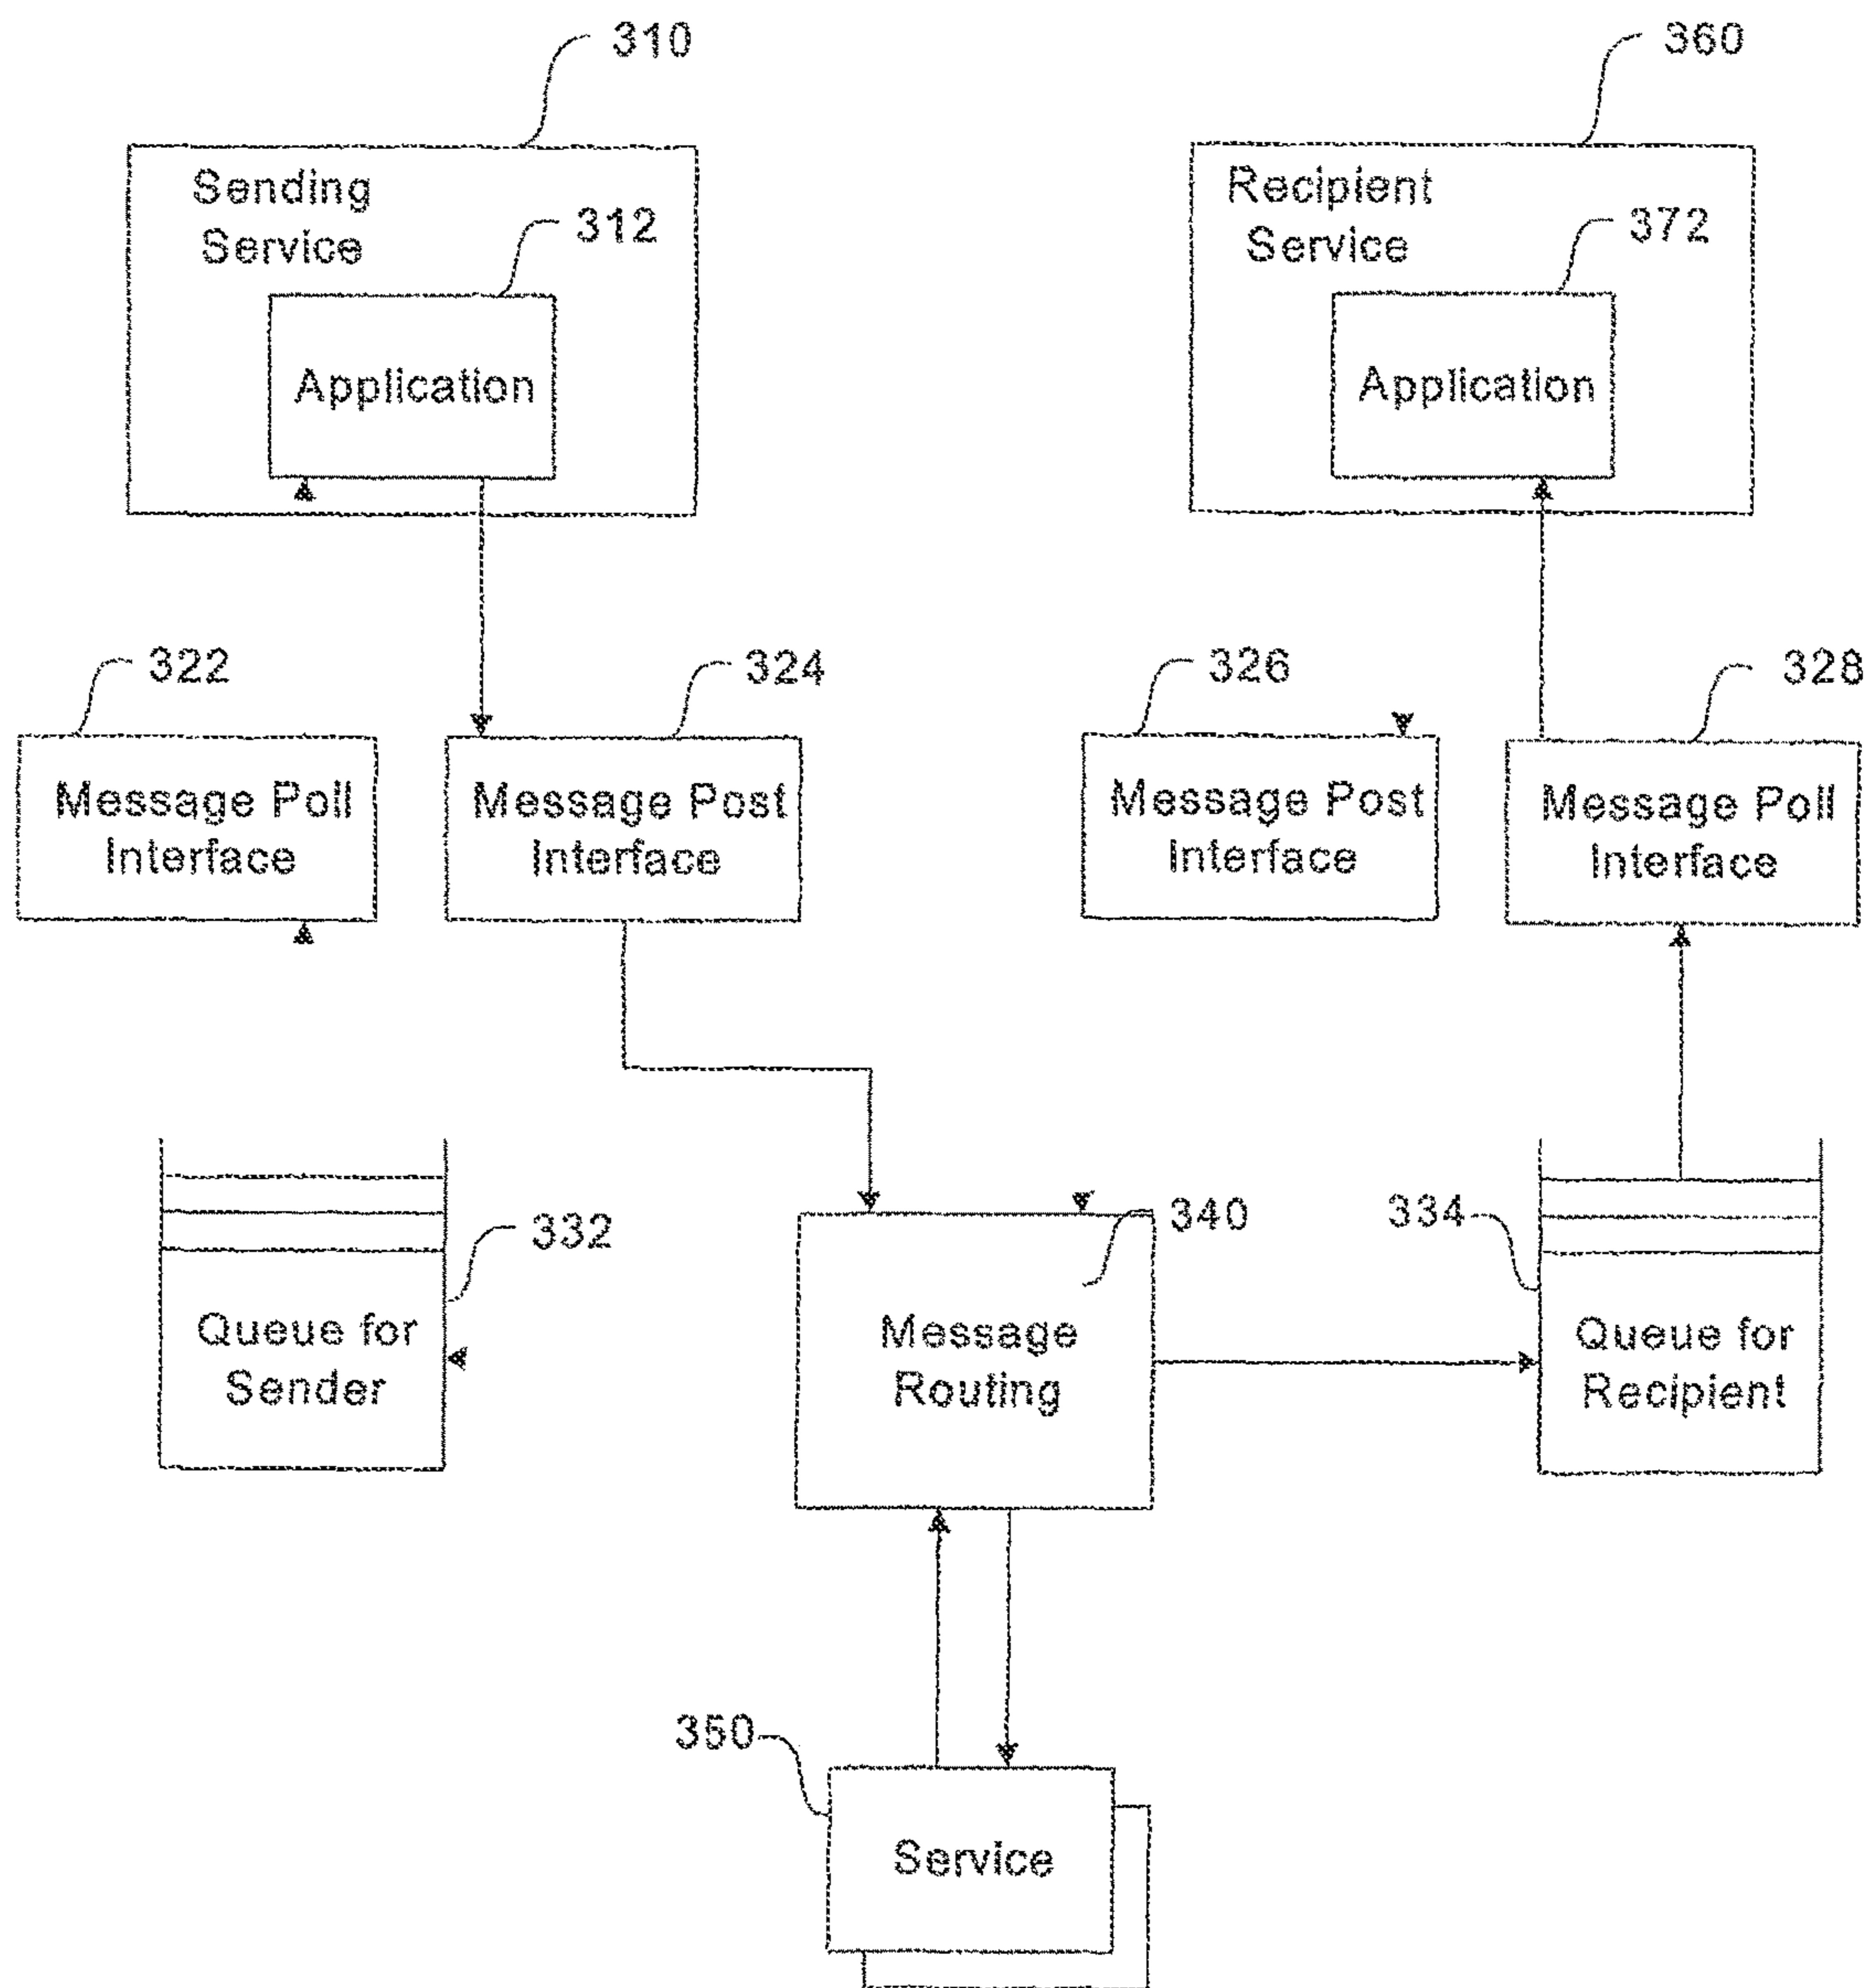 310
360
Sending
Service
312
Recipient
Service
372
Application
Application
322
324
326
328
Message Poll
Interface
Message Post
Interface
Message Post
Interface
Message Poll
Interface
332
340
334
Queue for
Sender
Message
Routing
Queue for
Recipient
350
Service